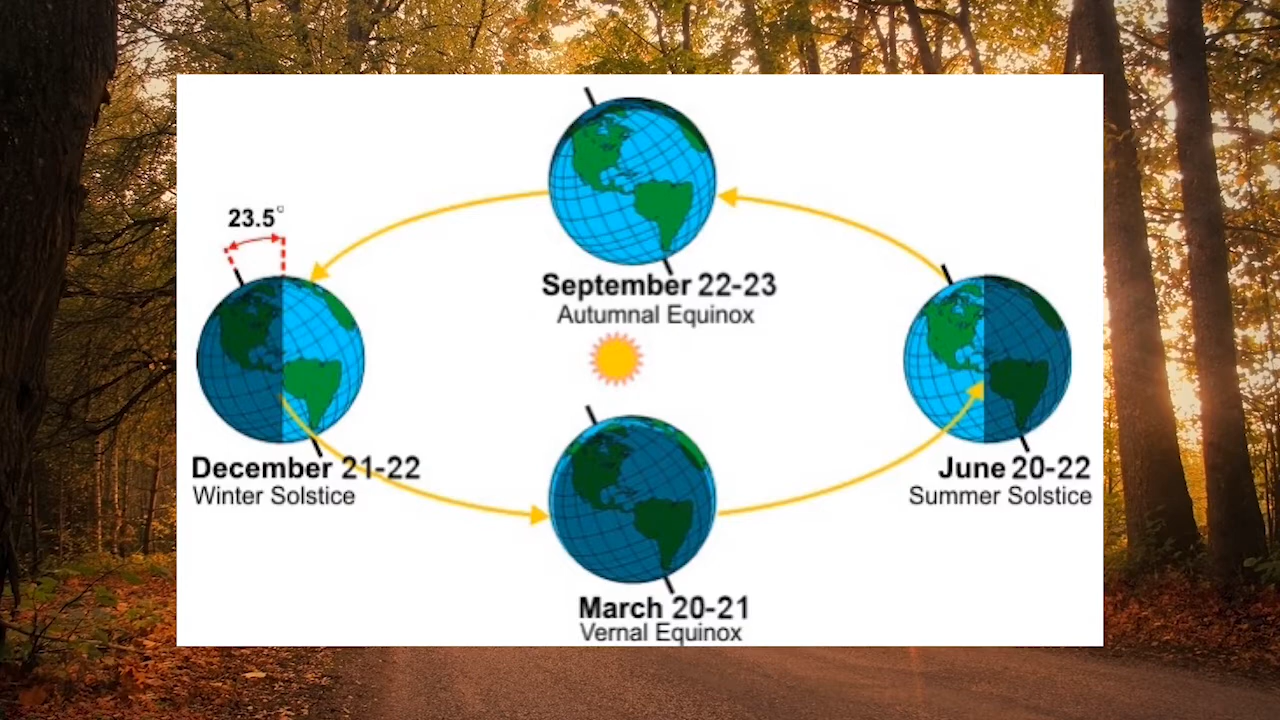 23.5°
September 22-23
Autumnal Equinox
December 21-22
Winter Solstice
June 20-22
Summer Solstice
March 20-21
Vernal Equinox